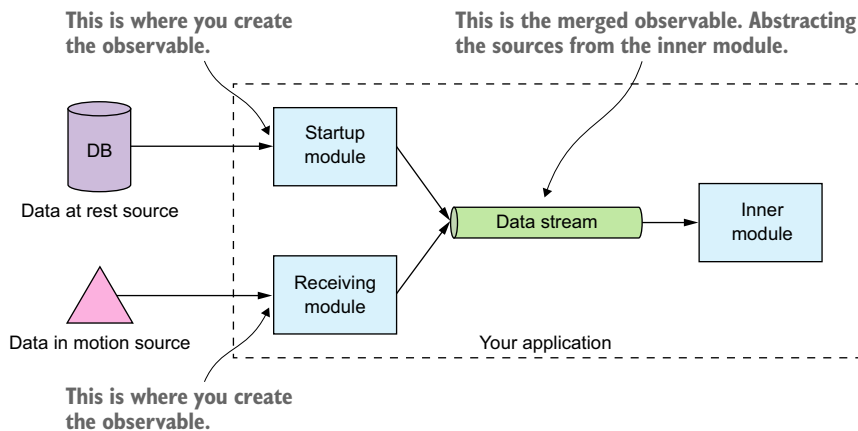 This is where you create
the observable.
This is the merged observable. Abstracting
the sources from the inner module.
DB
Startup
module
Data at rest source
Data stream
Inner
module
Receiving
module
Data in motion source
Your application
This is where you create
the observable.